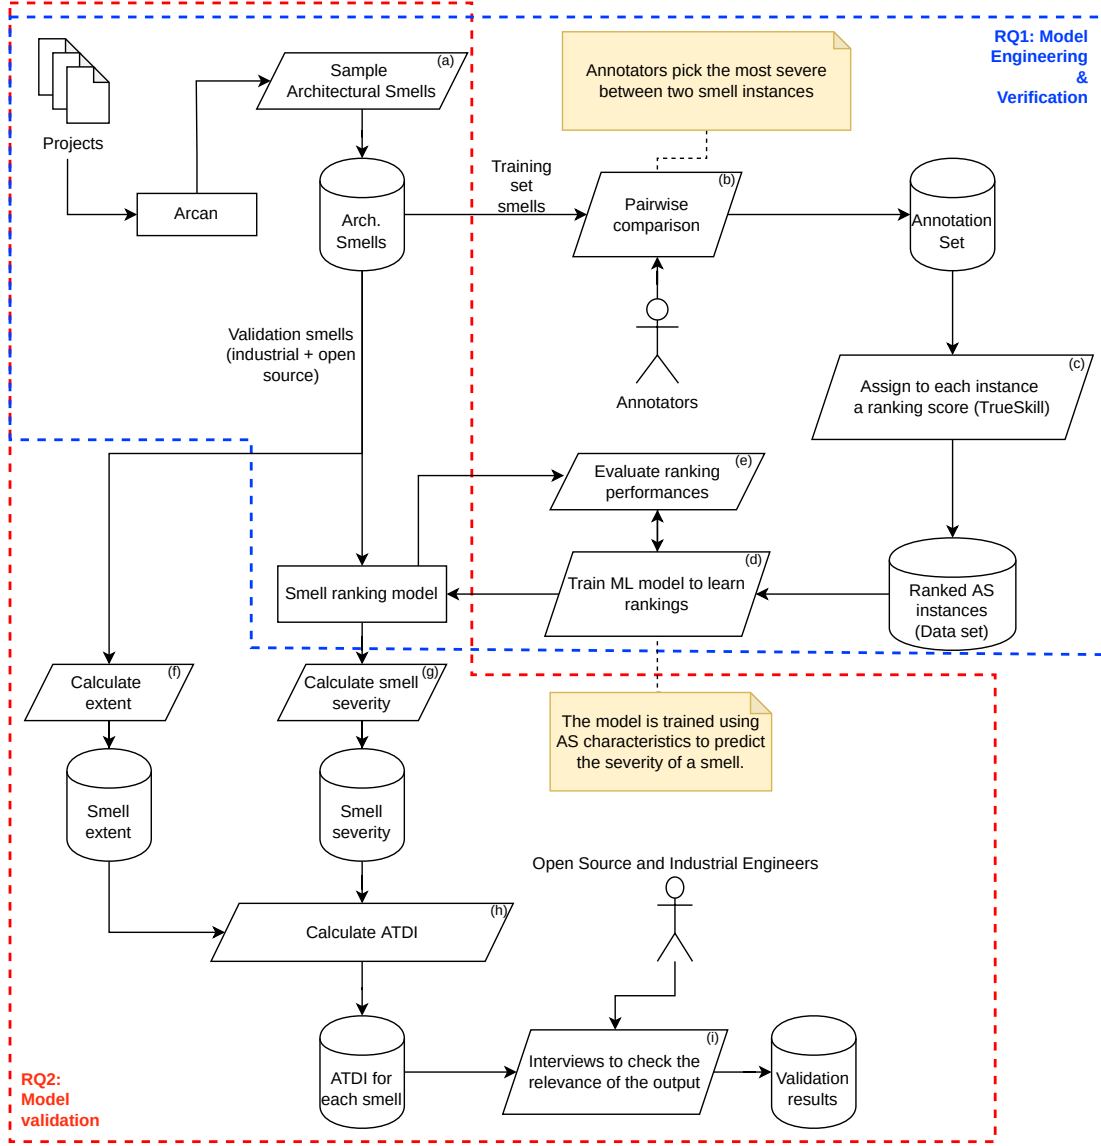 RQ1: Model
Engineering
&
Verification
(a)
Sample
Architectural Smells
Annotators pick the most severe
between two smell instances
Projects
Arcan
Arch.
Smells
Training
set
smells
(b)
Pairwise
comparison
Annotation
Set
Annotators
Validation smells
(industrial + open
source)
(c)
Assign to each instance
a ranking score (TrueSkill)
(e)
Evaluate ranking
performances
(d)
Train ML model to learn
rankings
Smell ranking model
Ranked AS
instances
(Data set)
(f)
Calculate
extent
(g)
Calculate smell
severity
The model is trained using
AS characteristics to predict
the severity of a smell.
Smell
extent
Smell
severity
Open Source and Industrial Engineers
(h)
Calculate ATDI
ATDI for
each smell
(i)
Interviews to check the
relevance of the output
Validation
results
RQ2:
Model
validation